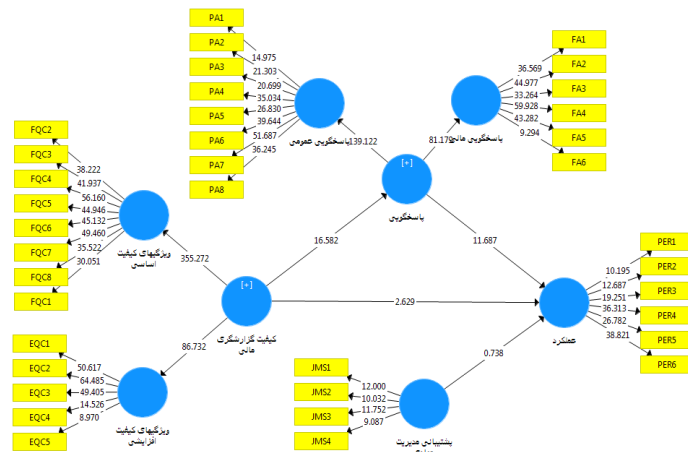 PA1
PA2
PA3
PA4
PA5
PA6
PA7
PA8
14.975
21.303
20.699
35.034
26.830
39.644
51.687
36.245
پاسخگویی عمومی
139.122
FA1
FA2
FA3
FA4
FA5
FA6
36.569
44.977
33.264
59.928
43.282
9.294
پاسخگویی مالی
81.179
[+]
پاسخگویی
FQC2
FQC3
FQC4
FQC5
FQC6
FQC7
FQC8
FQC1
38.222
41.937
56.160
44.946
45.132
49.460
35.522
30.051
ویژگیهای کیفیت
اساسی
355.272
16.582
11.687
[+]
کیفیت گزارشگری
مالی
2.629
86.732
PER1
PER2
PER3
PER4
PER5
PER6
10.195
12.687
19.251
36.313
26.782
38.821
عملکرد
0.738
EQC1
EQC2
EQC3
EQC4
EQC5
50.617
64.485
49.405
14.526
8.970
ویژگیهای کیفیت
افزایشی
JMS1
JMS2
JMS3
JMS4
12.000
10.032
11.752
9.087
پشتیبانی مدیریت